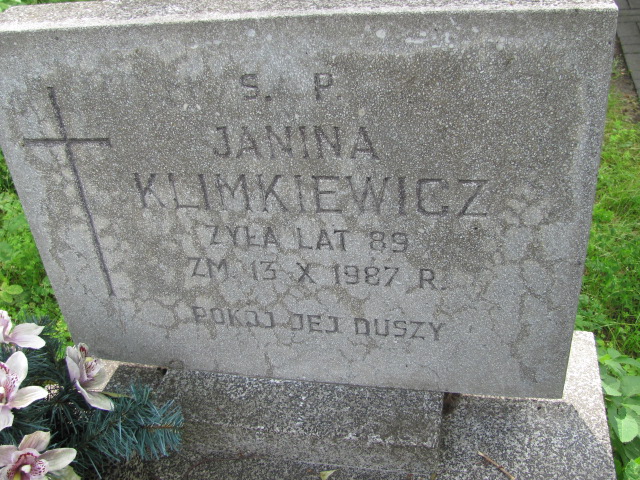 S. P.
JANINA
KLIMKIEWICZ
ŻYŁA LAT 89
ZM. 13 X 1987 R.
POKÓJ JEJ DUSZY